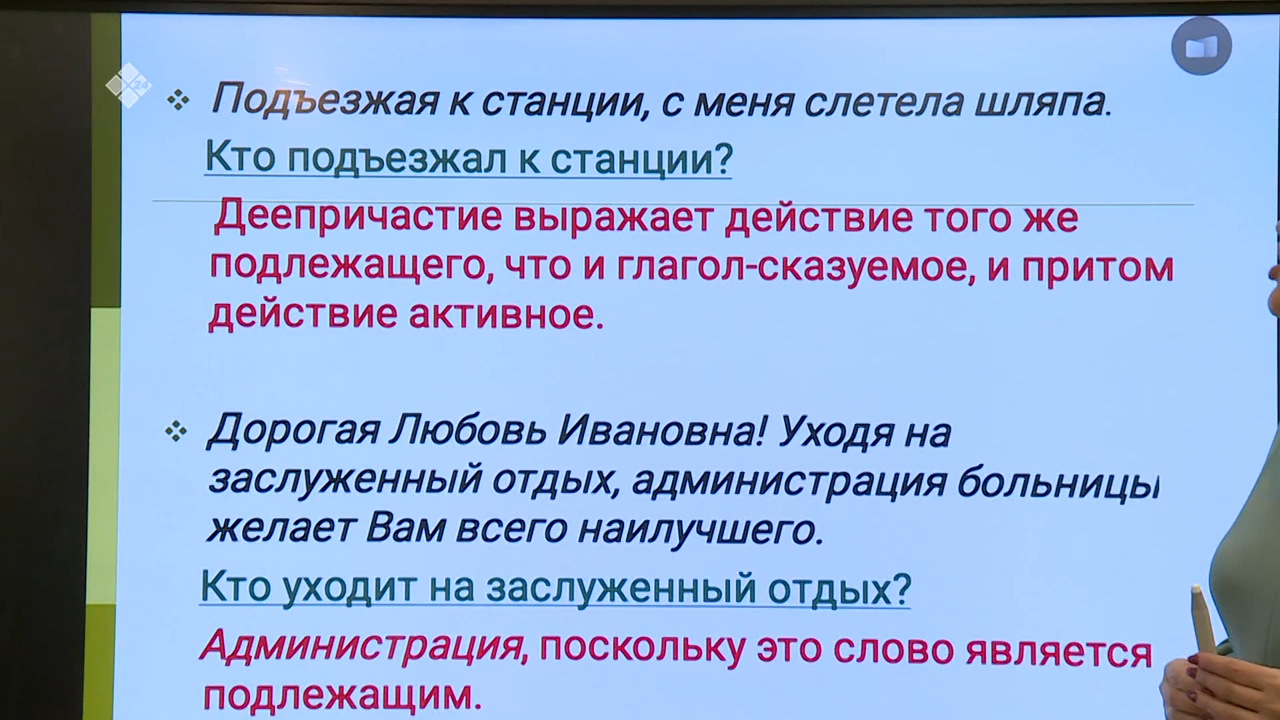 Подъезжая к станции, с меня слетела шляпа.
Кто подъезжал к станции?
Деепричастие выражает действие того же
подлежащего, что и глагол-сказуемое, и притом
действие активное.
Дорогая Любовь Ивановна! Уходя на
заслуженный отдых, администрация больницы
желает Вам всего наилучшего.
Кто уходит на заслуженный отдых?
Администрация, поскольку это слово является
подлежащим.